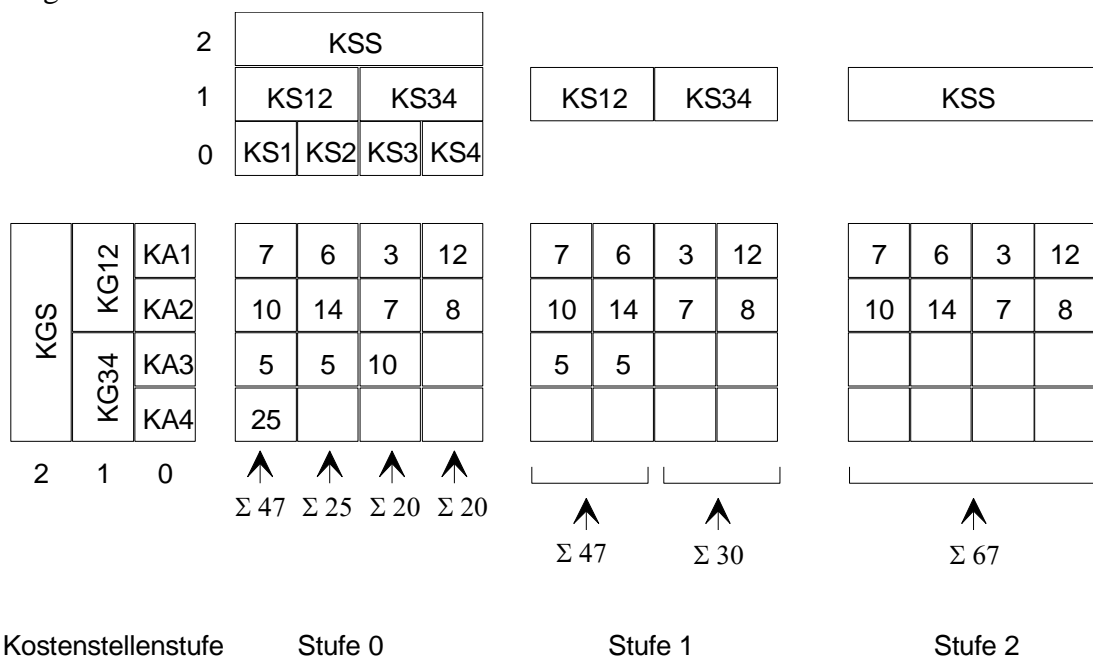 2 KSS
1 KS12 KS34 KS12 KS34 KSS
0 KS1 KS2 KS3 KS4
KGS KG12 KG34
KA1 7 6 3 12 7 6 3 12 7 6 3 12
KA2 10 14 7 8 10 14 7 8 10 14 7 8
KA3 5 5 10 5 5
KA4 25
2 1 0
Σ 47 Σ 25 Σ 20 Σ 20
Σ 47 Σ 30 Σ 67
Kostenstellenstufe Stufe 0 Stufe 1 Stufe 2